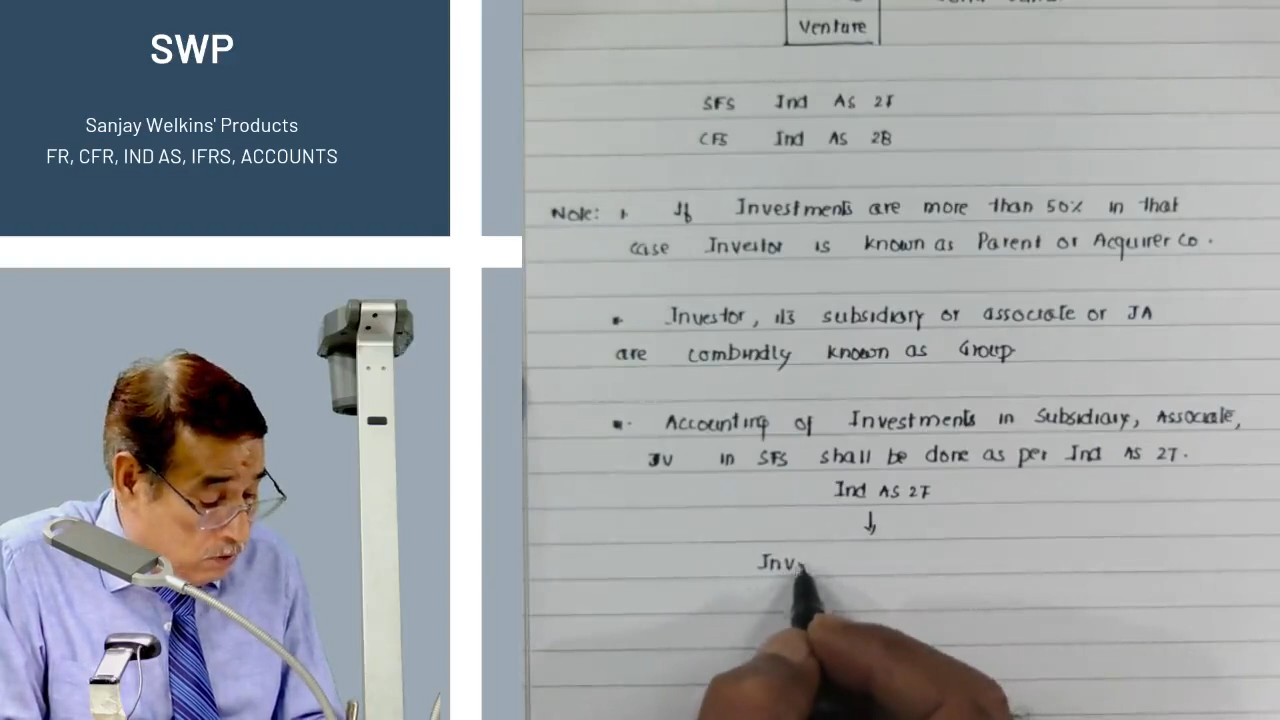 SWP
Sanjay Welkins' Products
FR, CFR, IND AS, IFRS, ACCOUNTS
Venture
SFS Ind AS 27
CFS Ind AS 28
Note: 1. If Investments are more than 50% in that
case Investor is known as Parent or Acquirer Co.
Investor, its subsidiary or associate or JA
are combindly known as Group
Accounting of Investments in Subsidiary, Associate,
JV in SFS shall be done as per Ind AS 27.
Ind AS 27
Inv